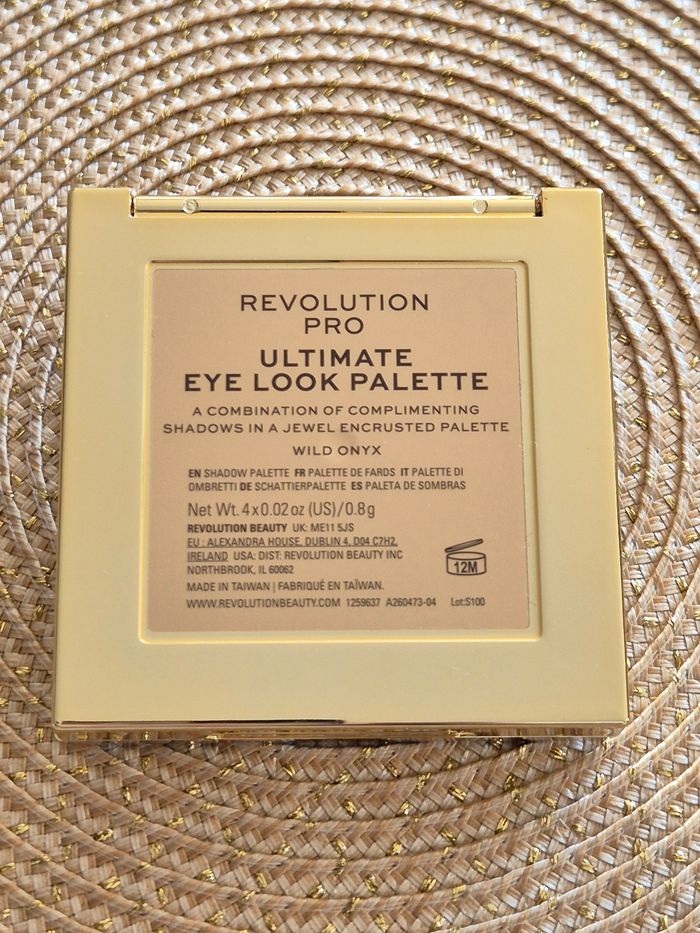 REVOLUTION
PRO
ULTIMATE
EYE LOOK PALETTE
A COMBINATION OF COMPLIMENTING
SHADOWS IN A JEWEL ENCRUSTED PALETTE
WILD ONYX
EN SHADOW PALETTE FR PALETTE DE FARDS IT PALETTE DI
OMBRETTI DE SCHATTIERPALETTE ES PALETA DE SOMBRAS
Net Wt. 4 x 0.02 oz (US)/0.8g
REVOLUTION BEAUTY UK: ME11 5JS
EU : ALEXANDRA HOUSE, DUBLIN 4, D04 C7H2,
IRELAND USA: DIST: REVOLUTION BEAUTY INC
NORTHBROOK, IL 60062
12M
MADE IN TAIWAN | FABRIQUÉ EN TAÏWAN.
WWW.REVOLUTIONBEAUTY.COM 1259637 A260473-04 Lot:S100